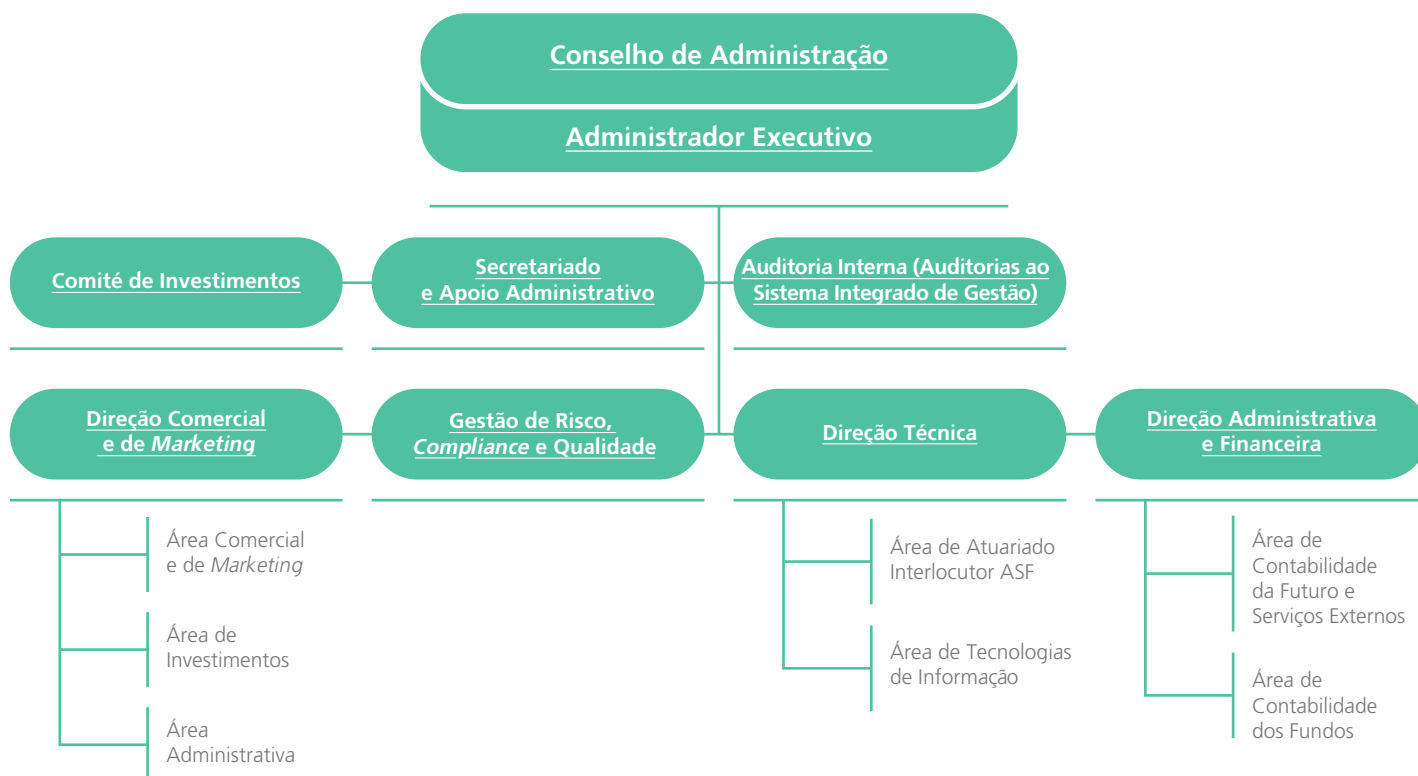 Conselho de Administração
Administrador Executivo
Comité de Investimentos
Secretariado
e Apoio Administrativo
Auditoria Interna (Auditorias ao
Sistema Integrado de Gestão)
Direção Comercial
e de Marketing
Gestão de Risco,
Compliance e Qualidade
Direção Técnica
Direção Administrativa
e Financeira
Área Comercial
e de Marketing
Área de
Investimentos
Área
Administrativa
Área de Atuariado
Interlocutor ASF
Área de Tecnologias
de Informação
Área de
Contabilidade
da Futuro e
Serviços Externos
Área de
Contabilidade
dos Fundos